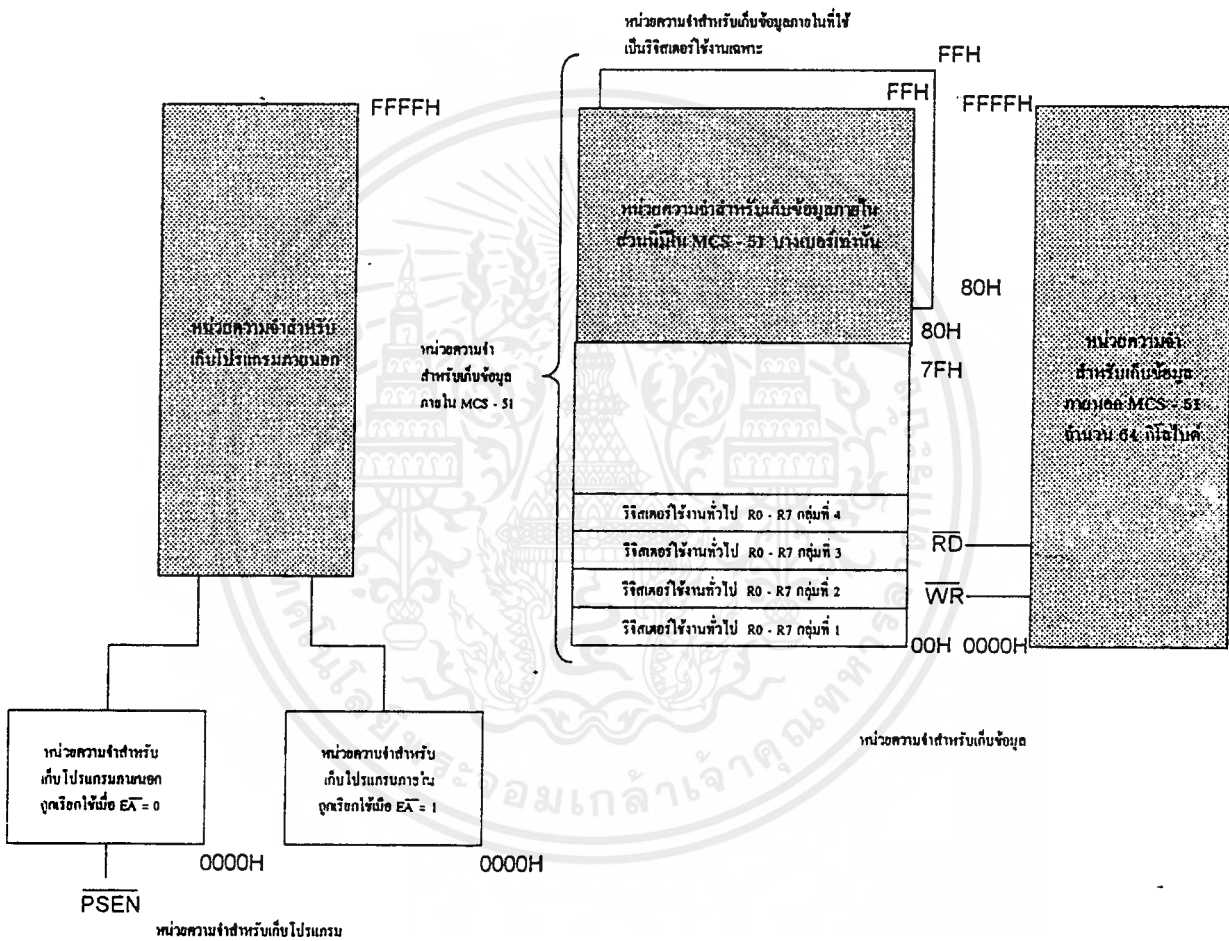 หน่วยความจำสำหรับเก็บข้อมูลภายในที่ใช้
เป็นรีจิสเตอร์ใช้งานเฉพาะ
FFH
FFH
FFFFH
FFFFH
หน่วยความจำสำหรับเก็บข้อมูลภายใน
ส่วนนี้มีใน MCS - 51 บางเบอร์เท่านั้น
80H
80H
7FH
หน่วยความจำสำหรับ
เก็บโปรแกรมภายนอก
หน่วยความจำ
สำหรับเก็บข้อมูล
ภายใน MCS - 51
หน่วยความจำ
สำหรับเก็บข้อมูล
ภายนอก MCS - 51
จำนวน 64 กิโลไบต์
รีจิสเตอร์ใช้งานทั่วไป R0 - R7 กลุ่มที่ 4
รีจิสเตอร์ใช้งานทั่วไป R0 - R7 กลุ่มที่ 3
R̅D̅
รีจิสเตอร์ใช้งานทั่วไป R0 - R7 กลุ่มที่ 2
W̅R̅
รีจิสเตอร์ใช้งานทั่วไป R0 - R7 กลุ่มที่ 1
00H
0000H
หน่วยความจำสำหรับเก็บข้อมูล
หน่วยความจำสำหรับ
เก็บโปรแกรมภายนอก
ถูกเรียกใช้เมื่อ E̅A̅ = 0
0000H
หน่วยความจำสำหรับ
เก็บโปรแกรมภายใน
ถูกเรียกใช้เมื่อ E̅A̅ = 1
0000H
P̅S̅E̅N̅
หน่วยความจำสำหรับเก็บโปรแกรม
พระจอมเกล้าเจ้าคุณทหาร